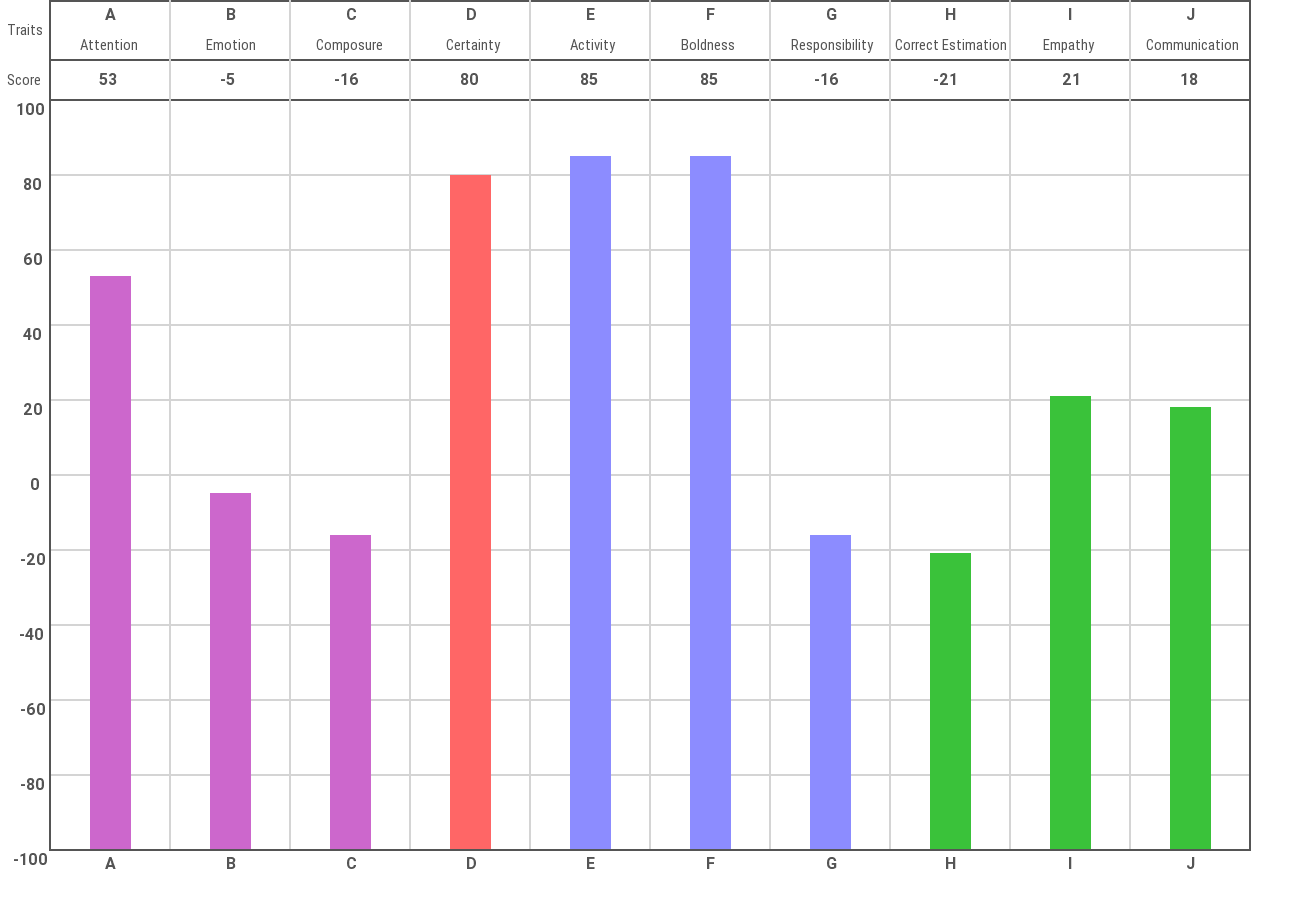 A B C D E F G H I J
Traits Attention Emotion Composure Certainty Activity Boldness Responsibility Correct Estimation Empathy Communication
Score 53 -5 -16 80 85 85 -16 -21 21 18
100
80
60
40
20
0
-20
-40
-60
-80
-100
A B C D E F G H I J